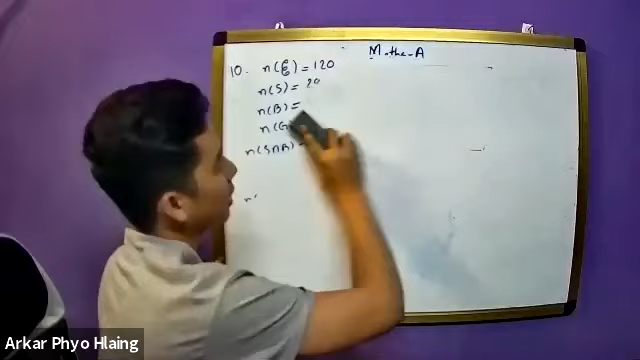 Maths-A
10. n(ℰ) = 120
n(S) = 20
n(B) =
n(G
n(S∩B) =
Arkar Phyo Hlaing